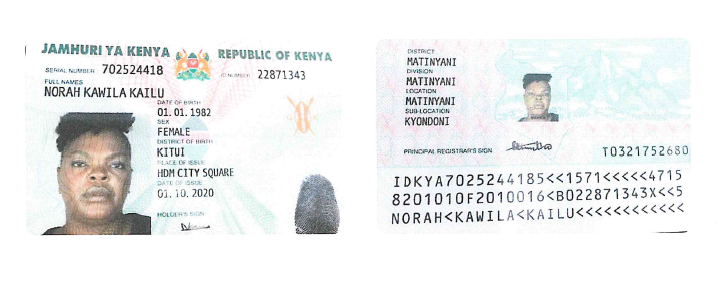 JAMHURI YA KENYA REPUBLIC OF KENYA
SERIAL NUMBER 702524418
ID NUMBER 22871343
FULL NAMES
NORAH KAWILA KAILU
DATE OF BIRTH
01.01.1982
SEX
FEMALE
DISTRICT OF BIRTH
KITUI
PLACE OF ISSUE
HDM CITY SQUARE
DATE OF ISSUE
01.10.2020
HOLDER'S SIGN
DISTRICT
MATINYANI
DIVISION
MATINYANI
LOCATION
MATINYANI
SUB-LOCATION
KYONDONI
PRINCIPAL REGISTRAR'S SIGN
T0321752680
IDKYA7025244185<<1571<<<<<4715
8201010F2010016<B022871343X<<5
NORAH<KAWILA<KAILU<<<<<<<<<<<<